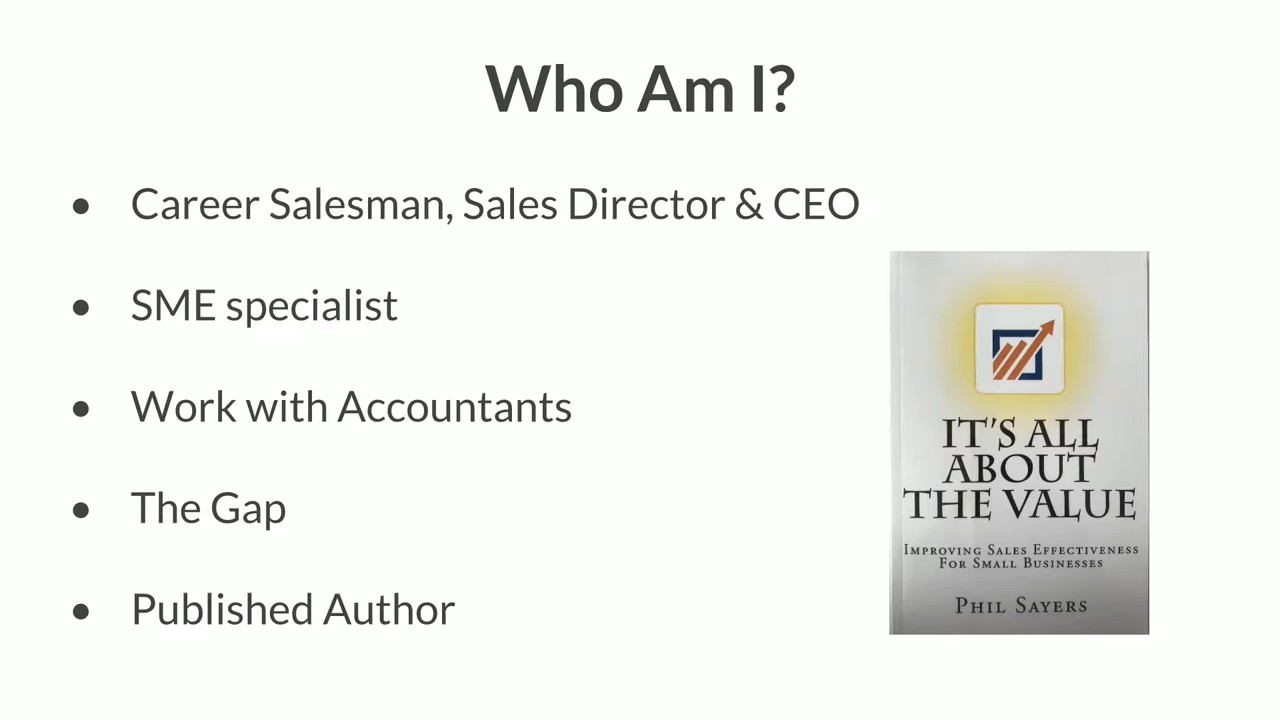 Who Am I?
• Career Salesman, Sales Director & CEO
• SME specialist
• Work with Accountants
• The Gap
• Published Author
IT'S ALL
ABOUT
THE VALUE
IMPROVING SALES EFFECTIVENESS
FOR SMALL BUSINESSES
PHIL SAYERS